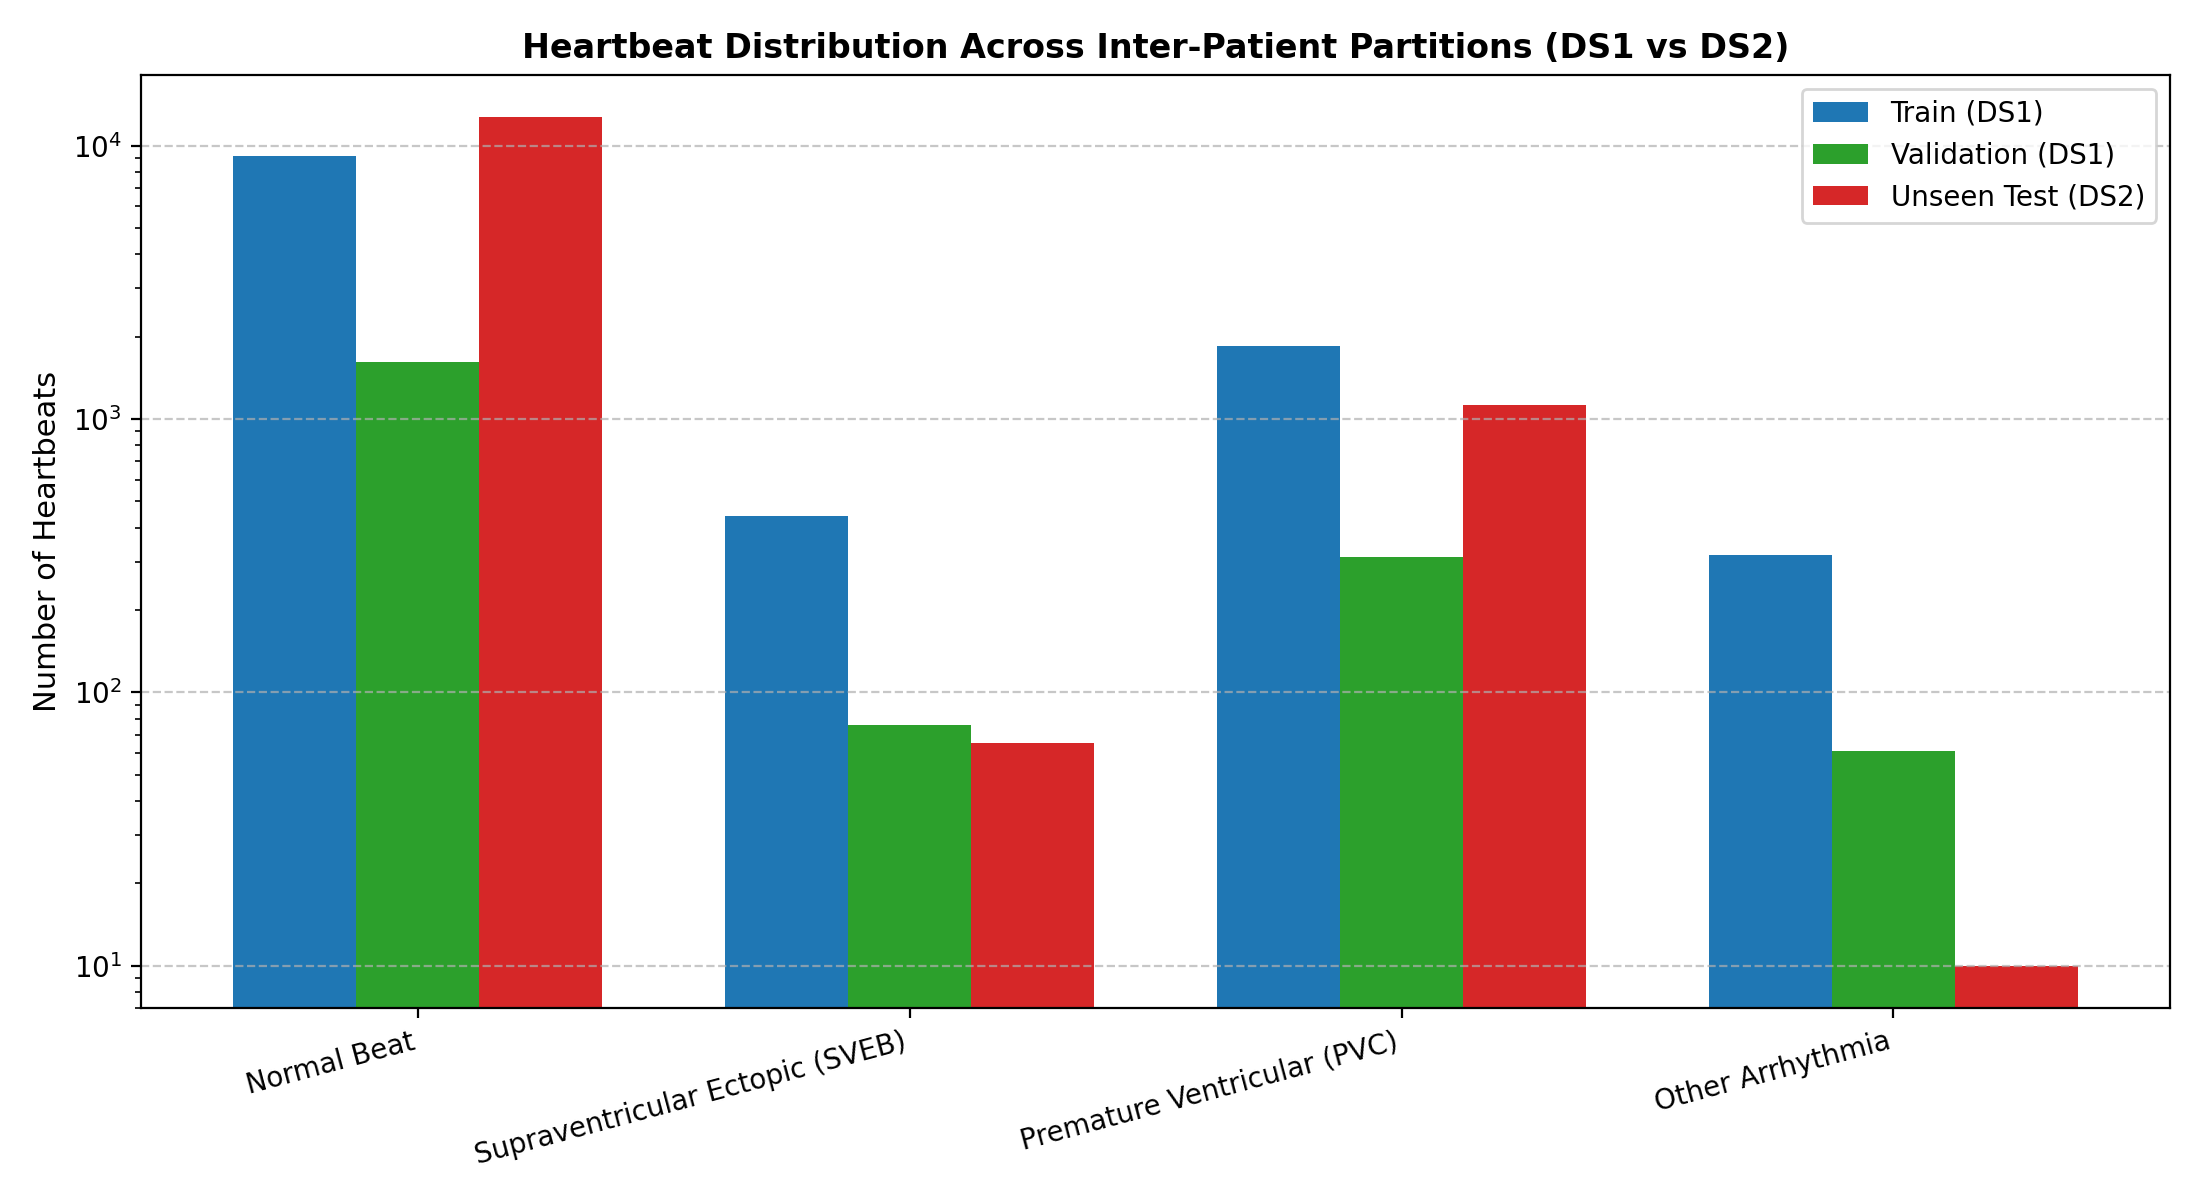 Heartbeat Distribution Across Inter-Patient Partitions (DS1 vs DS2)
Train (DS1)
Validation (DS1)
Unseen Test (DS2)
Number of Heartbeats
10⁴
10³
10²
10¹
Normal Beat
Supraventricular Ectopic (SVEB)
Premature Ventricular (PVC)
Other Arrhythmia